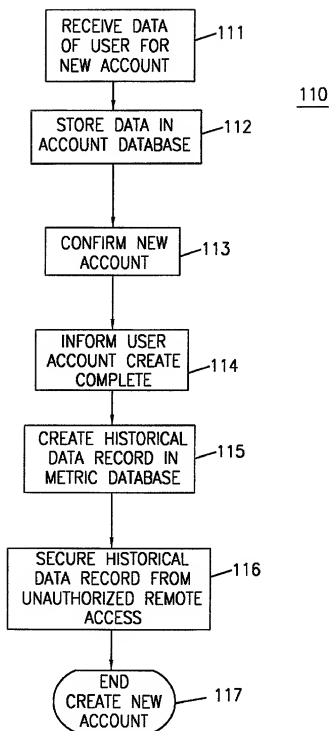 RECEIVE DATA
OF USER FOR
NEW ACCOUNT
111
110
STORE DATA IN
ACCOUNT DATABASE
112
CONFIRM NEW
ACCOUNT
113
INFORM USER
ACCOUNT CREATE
COMPLETE
114
CREATE HISTORICAL
DATA RECORD IN
METRIC DATABASE
115
SECURE HISTORICAL
DATA RECORD FROM
UNAUTHORIZED REMOTE
ACCESS
116
END
CREATE NEW
ACCOUNT
117